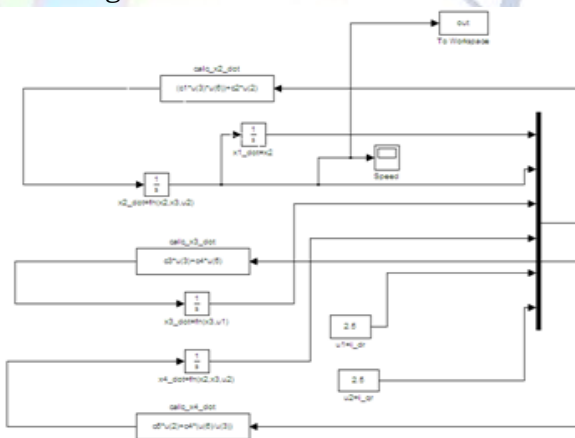 out
To Workspace
calc_x2_dot
(c1*u(3)*u(6))+c2*u(2)
1
s
x1_dot=x2
Speed
1
s
x2_dot=fn(x2,x3,u2)
calc_x3_dot
c3*u(3)+c4*u(5)
1
s
x3_dot=fn(x3,u1)
2.5
u1=i_dr
1
s
x4_dot=fn(x2,x3,u2)
2.5
u2=i_qr
calc_x4_dot
c5*u(2)+c4*(u(6)/u(3))